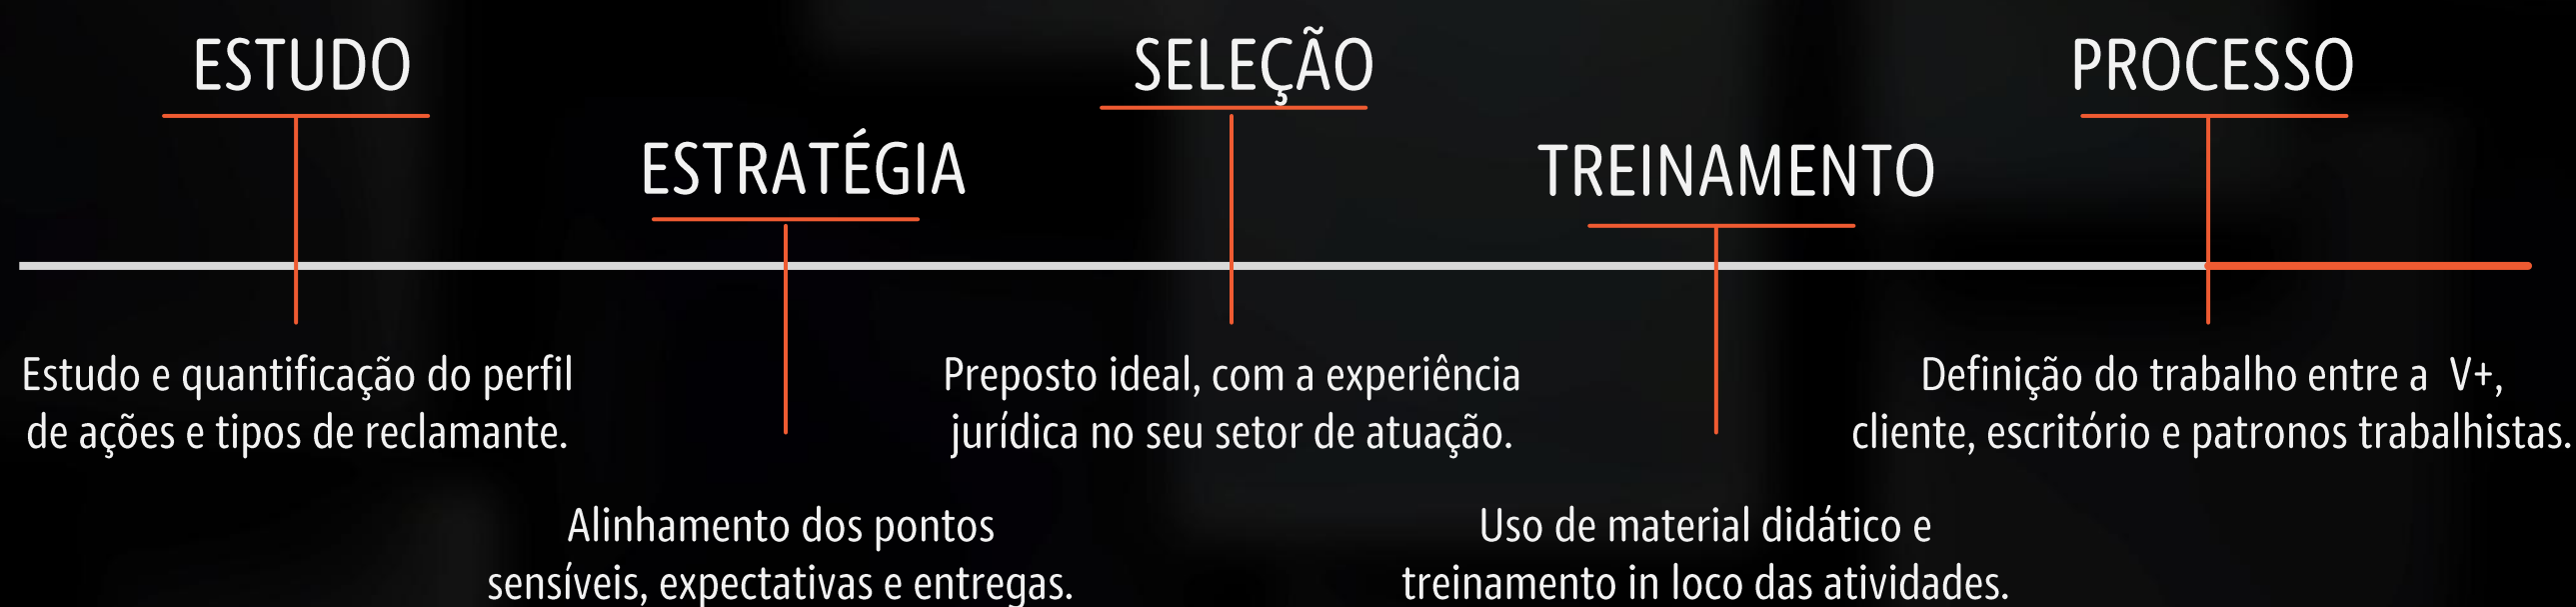 ESTUDO
Estudo e quantificação do perfil
de ações e tipos de reclamante.
ESTRATÉGIA
Alinhamento dos pontos
sensíveis, expectativas e entregas.
SELEÇÃO
Preposto ideal, com a experiência
jurídica no seu setor de atuação.
TREINAMENTO
Uso de material didático e
treinamento in loco das atividades.
PROCESSO
Definição do trabalho entre a V+,
cliente, escritório e patronos trabalhistas.